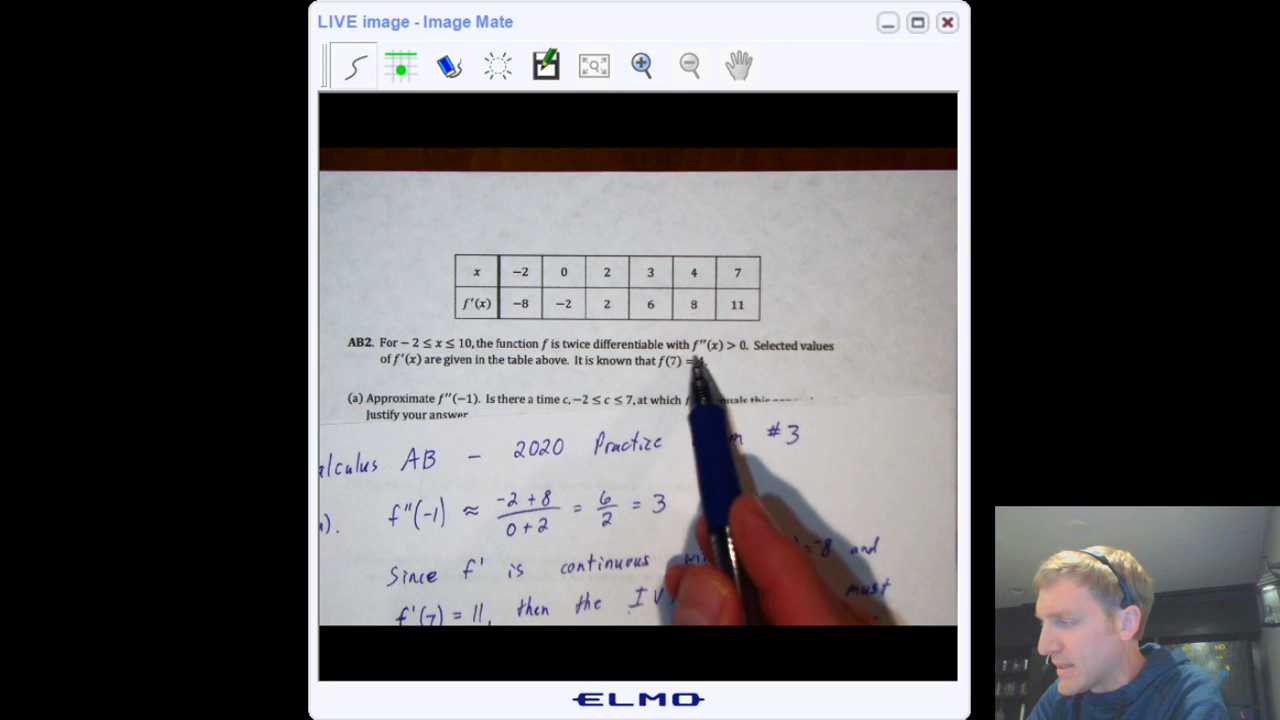 LIVE image - Image Mate
x −2 0 2 3 4 7
f′(x) −8 −2 2 6 8 11
AB2. For − 2 ≤ x ≤ 10, the function f is twice differentiable with f″(x) > 0. Selected values
of f′(x) are given in the table above. It is known that f(7) =
(a) Approximate f″(−1). Is there a time c, −2 ≤ c ≤ 7, at which
Justify your answer
alculus AB - 2020 Practice #3
). f"(-1) ≈ -2 + 8 / 0 + 2 = 6 / 2 = 3
Since f' is continuous = -8 and
f'(7) = 11, then the IV must
ELMO